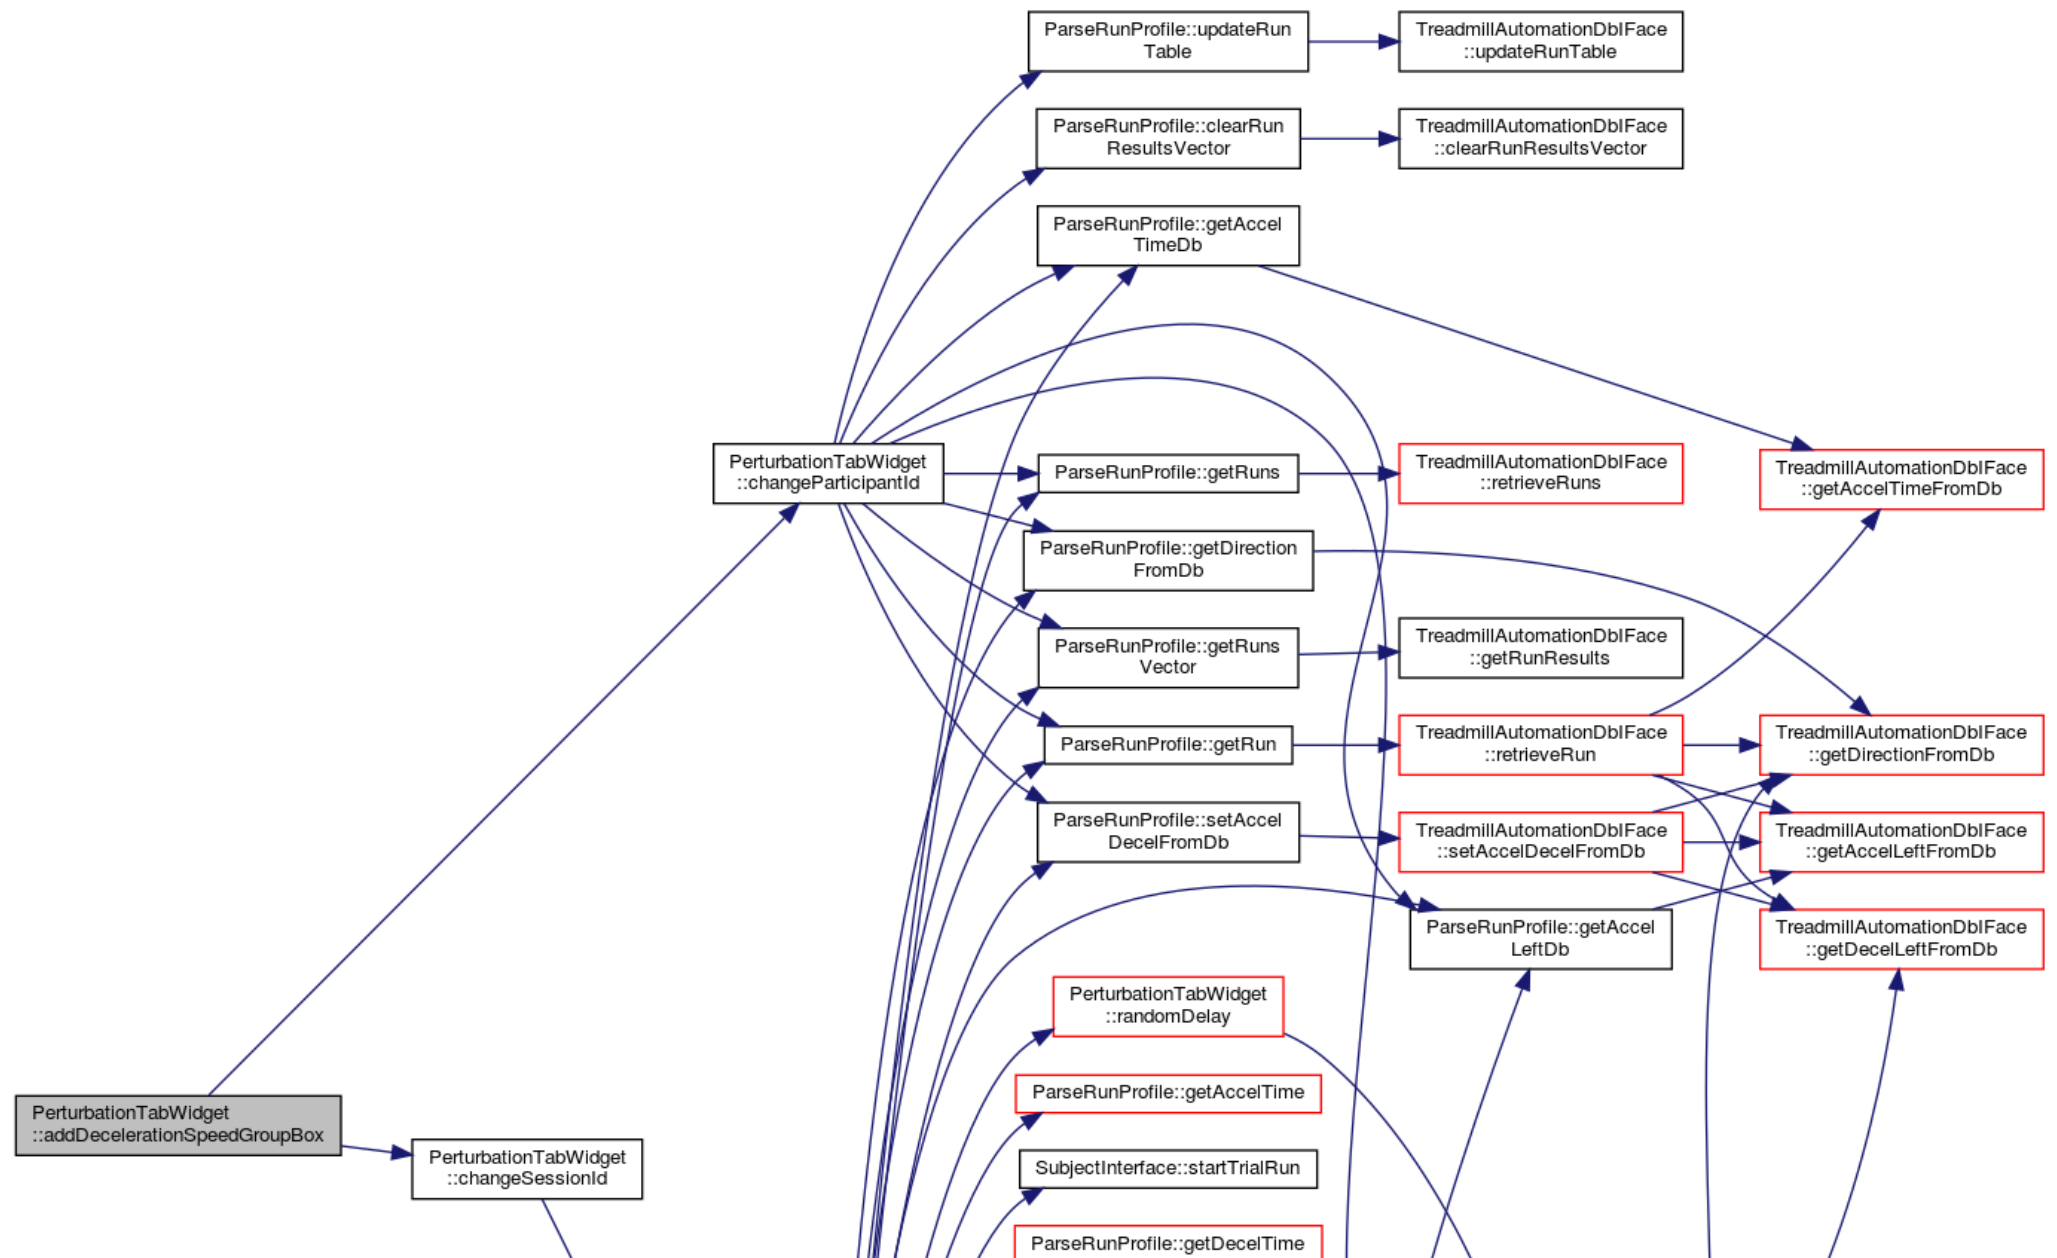 ParseRunProfile::updateRun
Table
TreadmillAutomationDbIFace
::updateRunTable
ParseRunProfile::clearRun
ResultsVector
TreadmillAutomationDbIFace
::clearRunResultsVector
ParseRunProfile::getAccel
TimeDb
PerturbationTabWidget
::changeParticipantId
ParseRunProfile::getRuns
TreadmillAutomationDbIFace
::retrieveRuns
TreadmillAutomationDbIFace
::getAccelTimeFromDb
ParseRunProfile::getDirection
FromDb
ParseRunProfile::getRuns
Vector
TreadmillAutomationDbIFace
::getRunResults
ParseRunProfile::getRun
TreadmillAutomationDbIFace
::retrieveRun
TreadmillAutomationDbIFace
::getDirectionFromDb
ParseRunProfile::setAccel
DecelFromDb
TreadmillAutomationDbIFace
::setAccelDecelFromDb
TreadmillAutomationDbIFace
::getAccelLeftFromDb
ParseRunProfile::getAccel
LeftDb
TreadmillAutomationDbIFace
::getDecelLeftFromDb
PerturbationTabWidget
::randomDelay
ParseRunProfile::getAccelTime
PerturbationTabWidget
::addDecelerationSpeedGroupBox
PerturbationTabWidget
::changeSessionId
SubjectInterface::startTrialRun
ParseRunProfile::getDecelTime